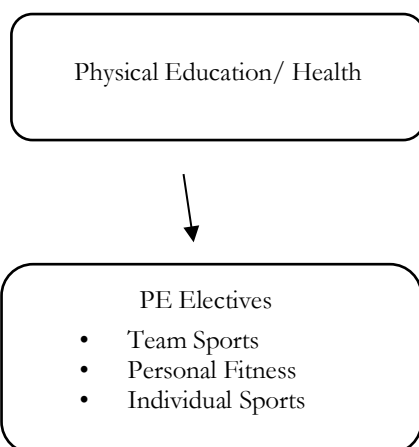 Physical Education/ Health
PE Electives
• Team Sports
• Personal Fitness
• Individual Sports